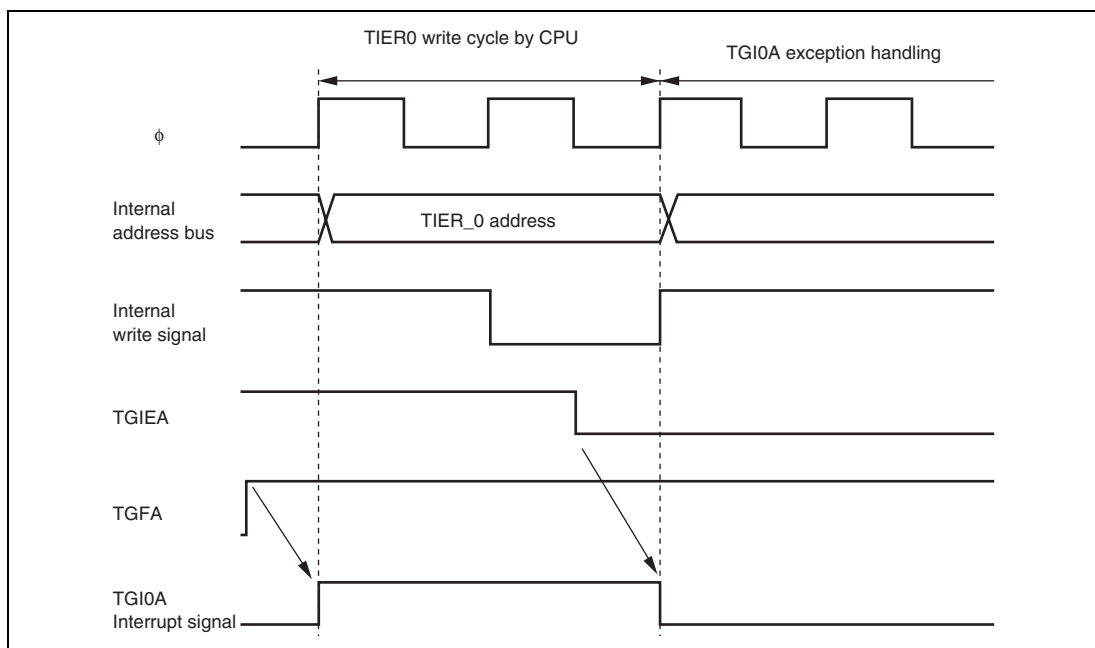 TIER0 write cycle by CPU
TGI0A exception handling
ϕ
Internal
address bus
TIER_0 address
Internal
write signal
TGIEA
TGFA
TGI0A
Interrupt signal